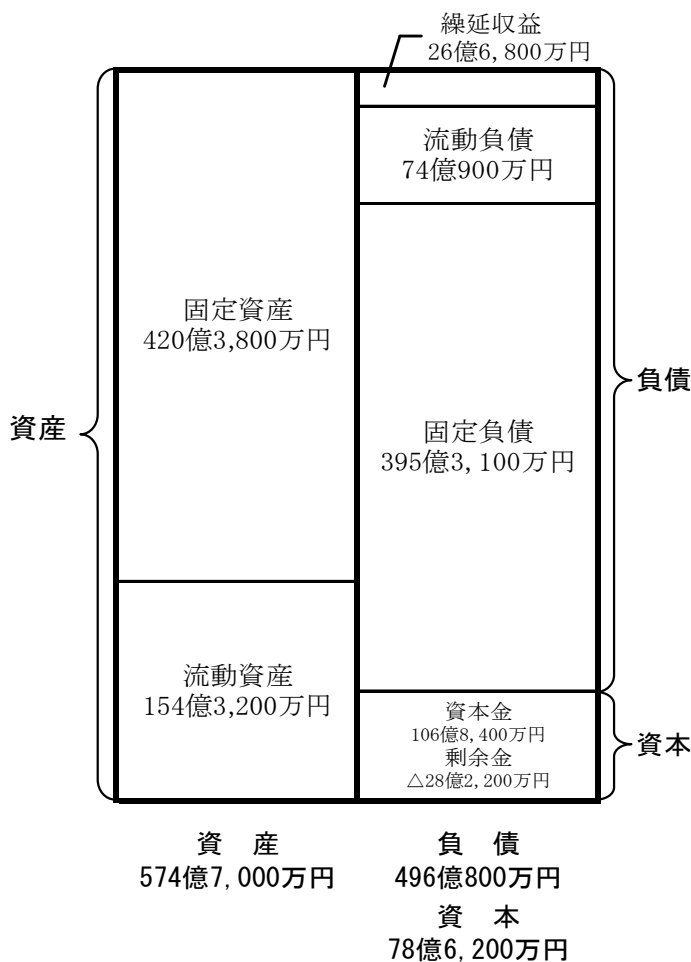 繰延収益
26億6,800万円
流動負債
74億900万円
固定資産
420億3,800万円
負債
資産
固定負債
395億3,100万円
流動資産
154億3,200万円
資本金
106億8,400万円
剰余金
△28億2,200万円
資本
資　産
574億7,000万円
負　債
496億800万円
資　本
78億6,200万円